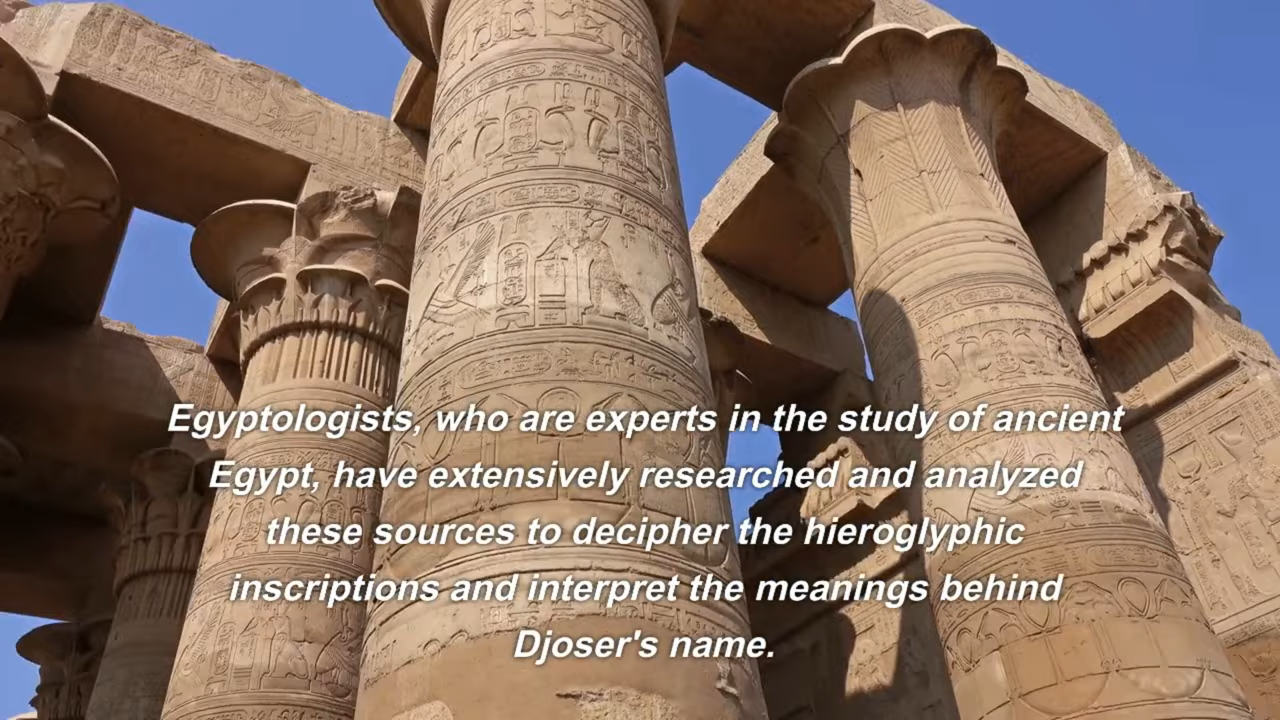 Egyptologists, who are experts in the study of ancient
Egypt, have extensively researched and analyzed
these sources to decipher the hieroglyphic
inscriptions and interpret the meanings behind
Djoser's name.